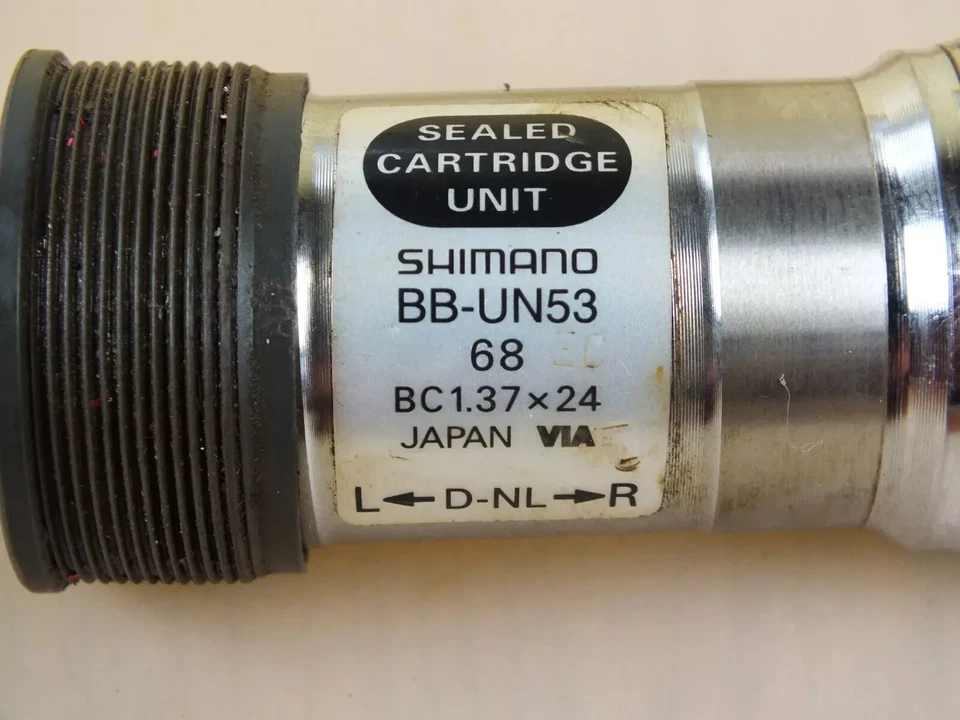 SEALED
CARTRIDGE
UNIT
SHIMANO
BB-UN53
68
BC1.37×24
JAPAN VIA
L←D-NL→R